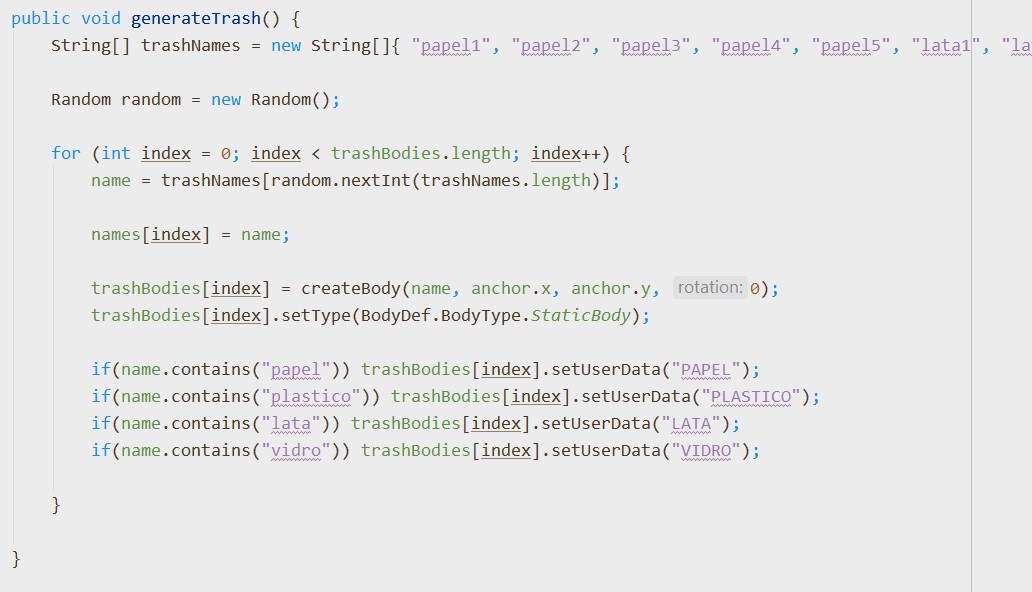 public void generateTrash() {
String[] trashNames = new String[]{ "papel1", "papel2", "papel3", "papel4", "papel5", "lata1", "la
Random random = new Random();
for (int index = 0; index < trashBodies.length; index++) {
name = trashNames[random.nextInt(trashNames.length)];
names[index] = name;
trashBodies[index] = createBody(name, anchor.x, anchor.y, rotation: 0);
trashBodies[index].setType(BodyDef.BodyType.StaticBody);
if(name.contains("papel")) trashBodies[index].setUserData("PAPEL");
if(name.contains("plastico")) trashBodies[index].setUserData("PLASTICO");
if(name.contains("lata")) trashBodies[index].setUserData("LATA");
if(name.contains("vidro")) trashBodies[index].setUserData("VIDRO");
}
}